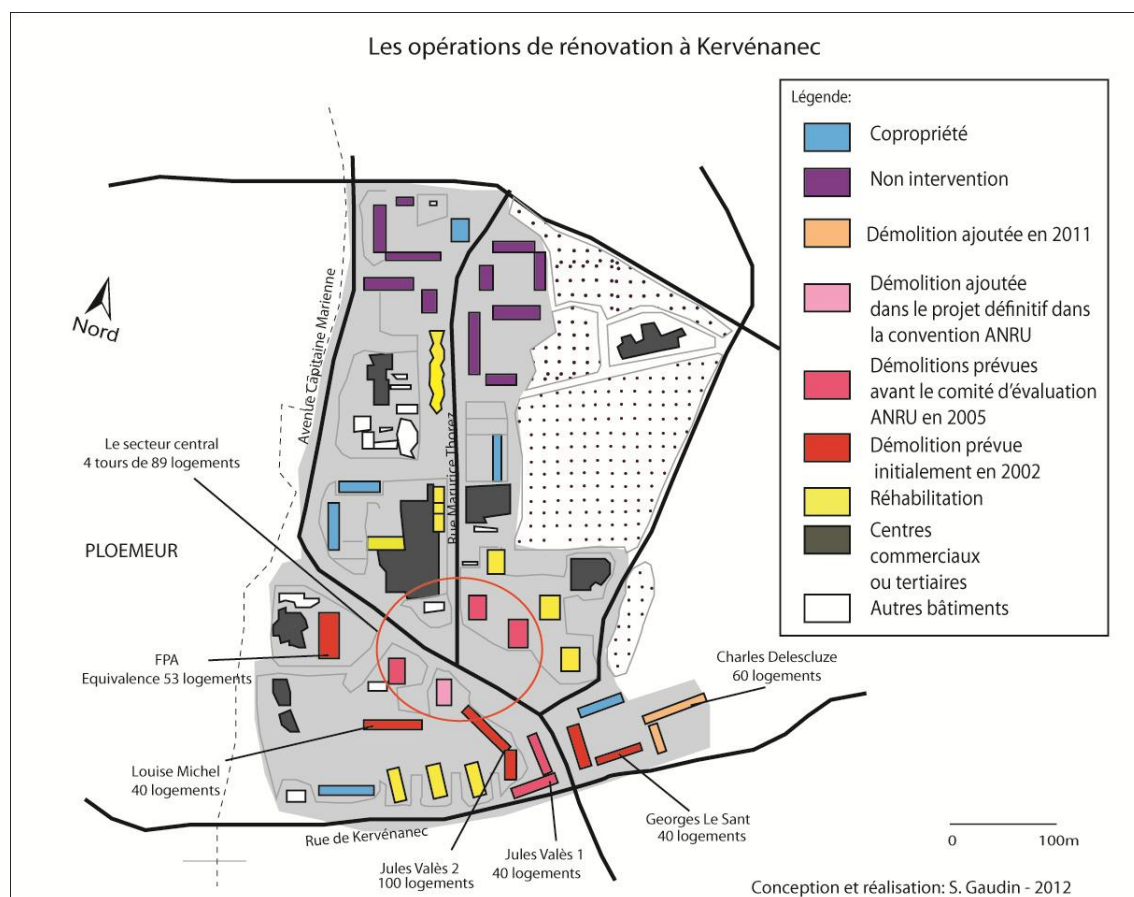 Les opérations de rénovation à Kervénanec
Légende:
Copropriété
Non intervention
Démolition ajoutée en 2011
Démolition ajoutée
dans le projet définitif dans
la convention ANRU
Démolitions prévues
avant le comité d'évaluation
ANRU en 2005
Démolition prévue
initialement en 2002
Réhabilitation
Centres
commerciaux
ou tertiaires
Autres bâtiments
Nord
Avenue Capitaine Marienne
Rue Marurice Thorez
Le secteur central
4 tours de 89 logements
PLOEMEUR
FPA
Equivalence 53 logements
Charles Delescluze
60 logements
Louise Michel
40 logements
Georges Le Sant
40 logements
Rue de Kervénanec
Jules Valès 2
100 logements
Jules Valès 1
40 logements
0 100m
Conception et réalisation: S. Gaudin - 2012